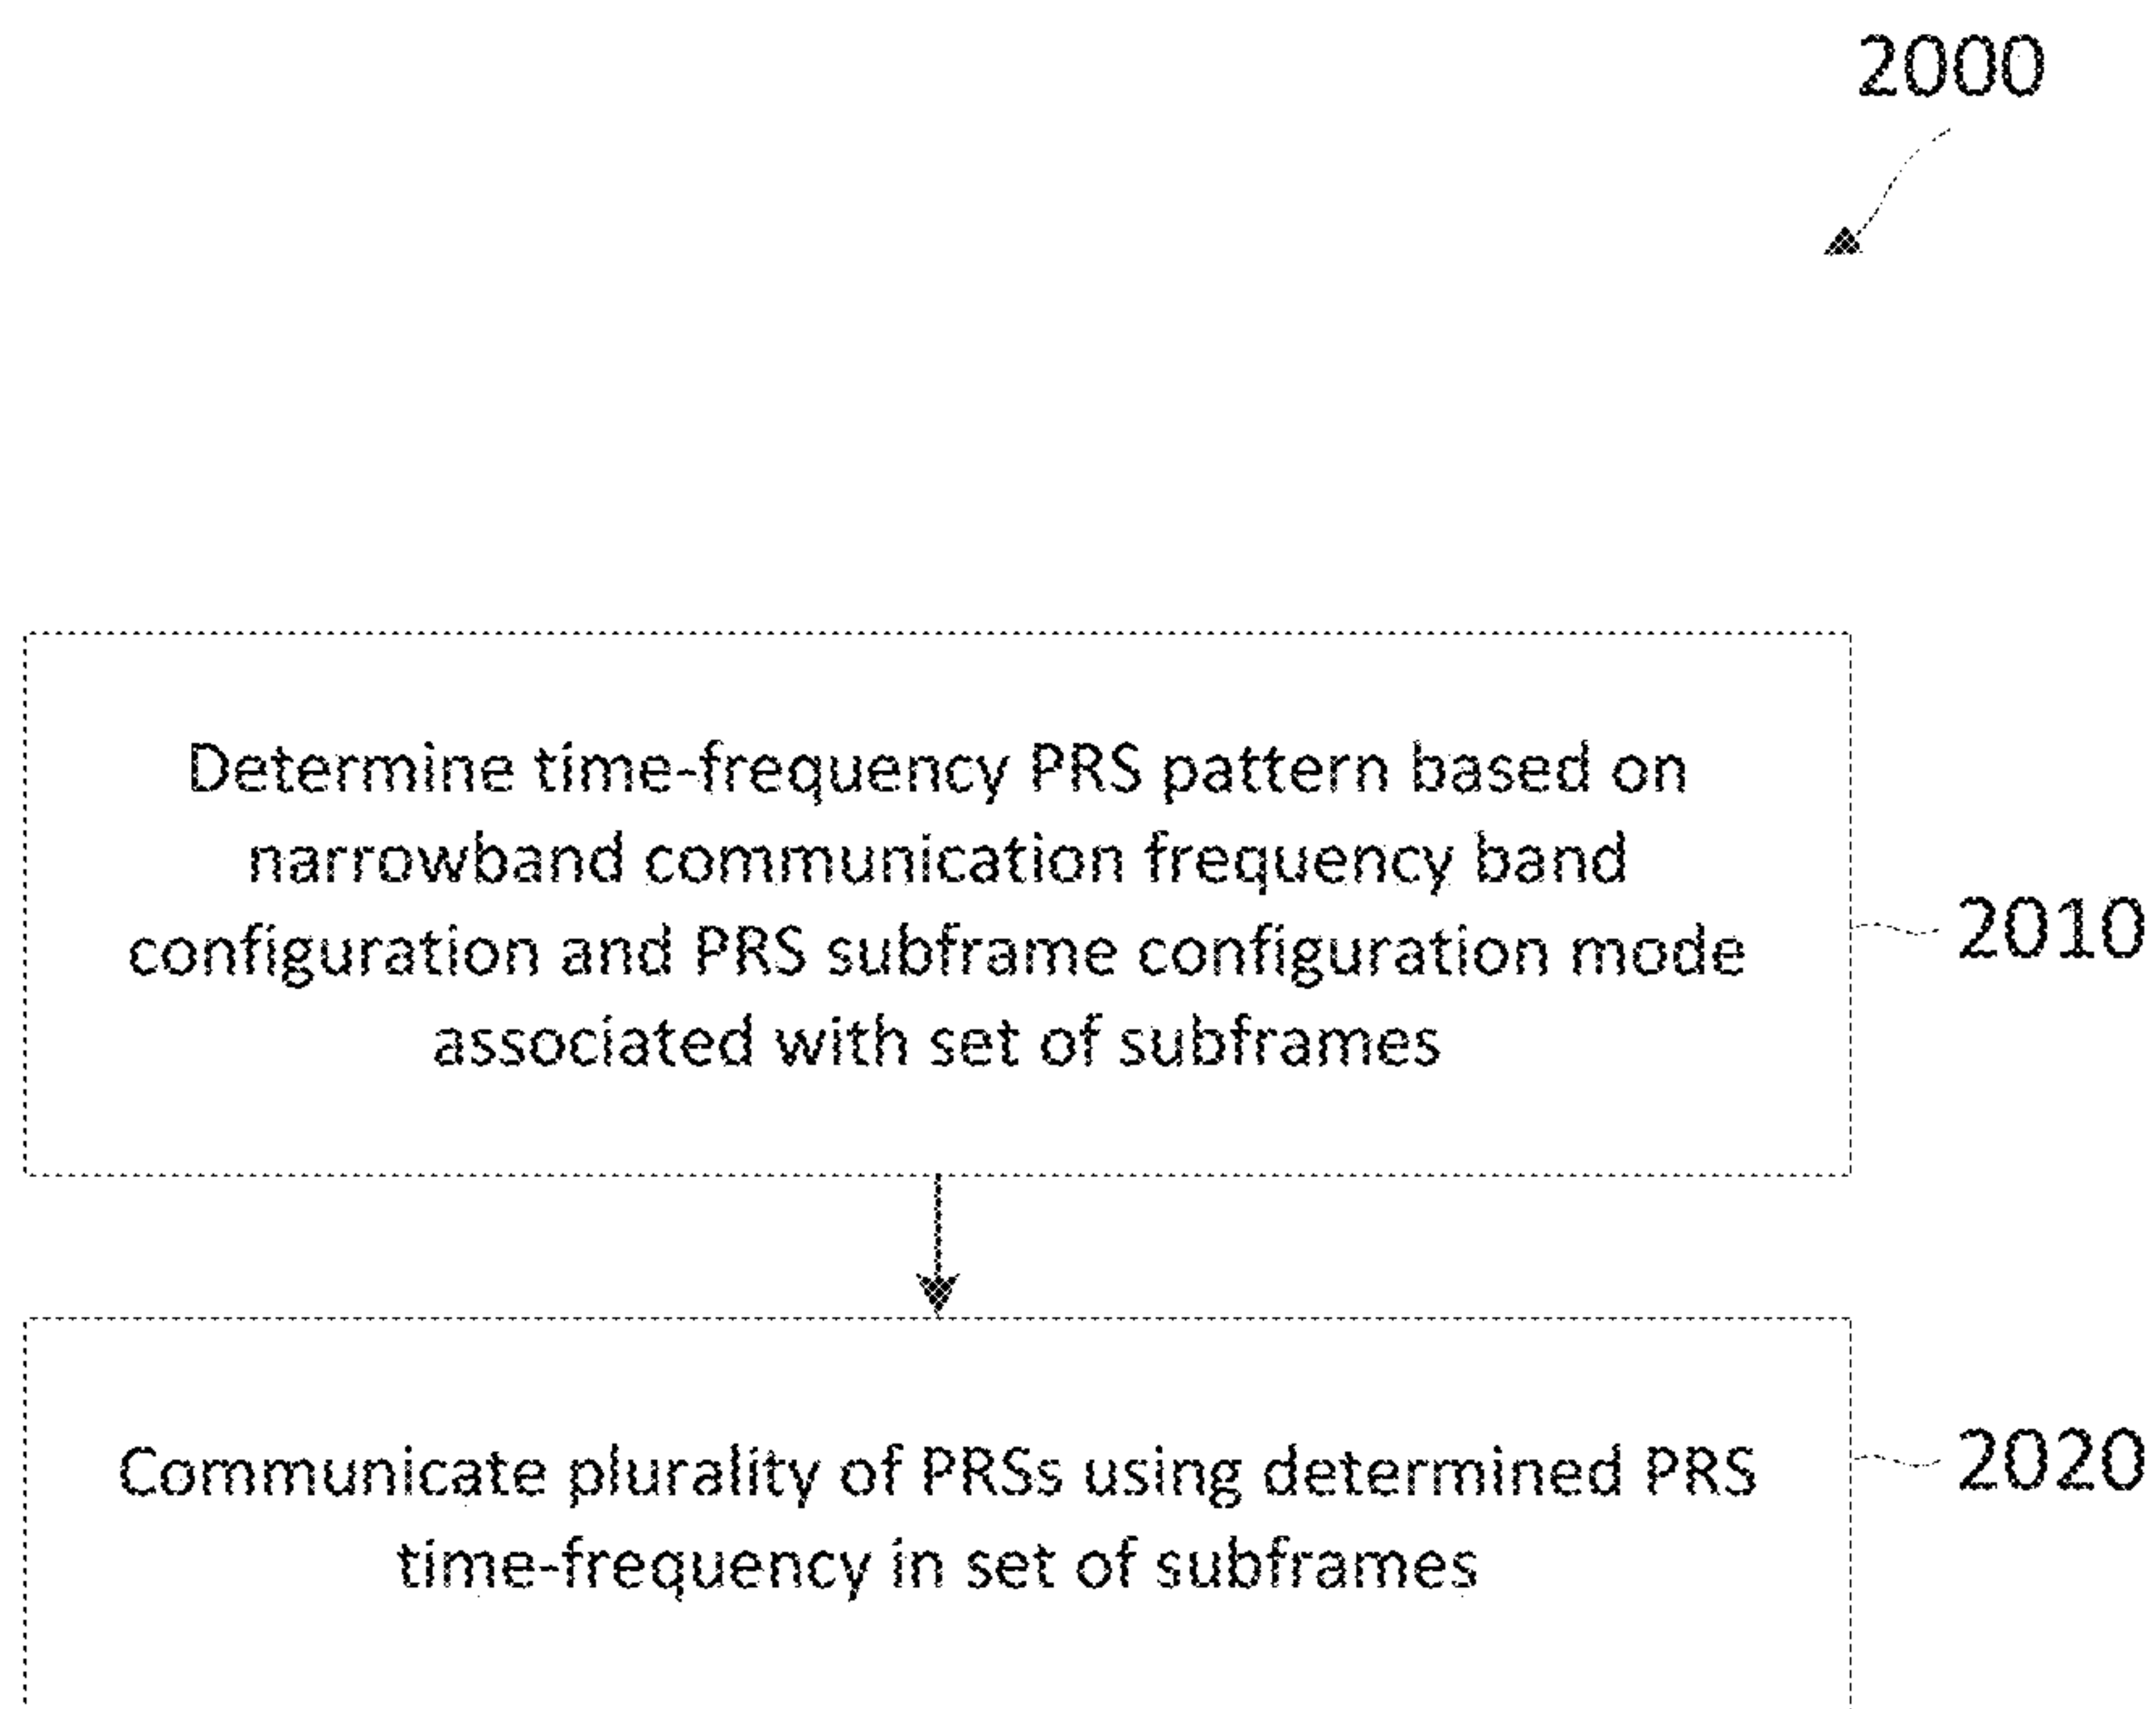 2000
Determine time-frequency PRS pattern based on
narrowband communication frequency band
configuration and PRS subframe configuration mode
associated with set of subframes
2010
Communicate plurality of PRSs using determined PRS
time-frequency in set of subframes
2020